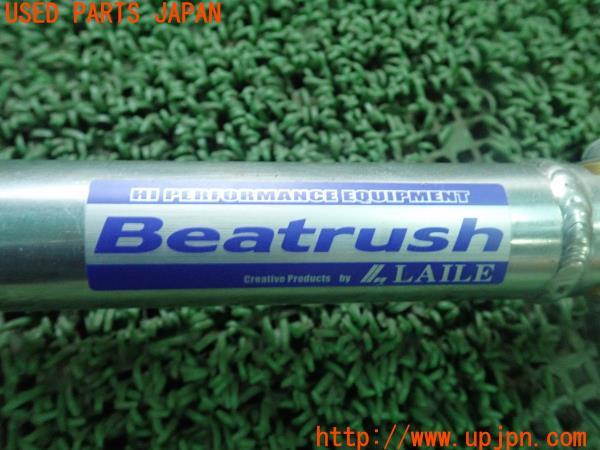 USED PARTS JAPAN
HI PERFORMANCE EQUIPMENT
Beatrush
Creative Products by LAILE
http://www.upjpn.com/